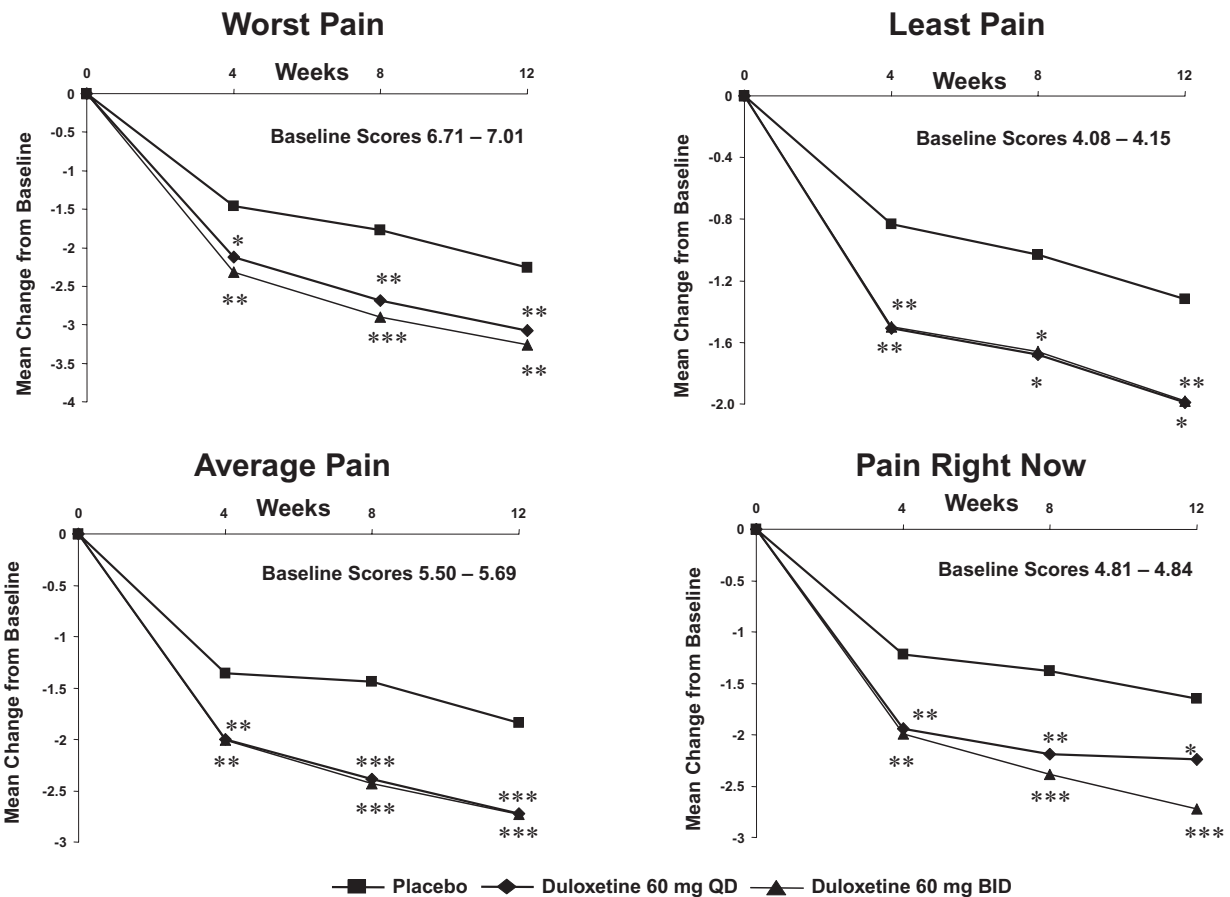 Worst Pain
Weeks
0 4 8 12
0
-0.5
-1
-1.5
-2
-2.5
-3
-3.5
-4
Mean Change from Baseline
Baseline Scores 6.71 – 7.01
*
**
**
***
**
**
Least Pain
Weeks
0 4 8 12
0
-0.4
-0.8
-1.2
-1.6
-2.0
Mean Change from Baseline
Baseline Scores 4.08 – 4.15
**
**
*
*
**
*
Average Pain
Weeks
0 4 8 12
0
-0.5
-1
-1.5
-2
-2.5
-3
Mean Change from Baseline
Baseline Scores 5.50 – 5.69
**
**
***
***
***
***
Pain Right Now
Weeks
0 4 8 12
0
-0.5
-1
-1.5
-2
-2.5
-3
Mean Change from Baseline
Baseline Scores 4.81 – 4.84
**
**
**
***
*
***
Placebo Duloxetine 60 mg QD Duloxetine 60 mg BID